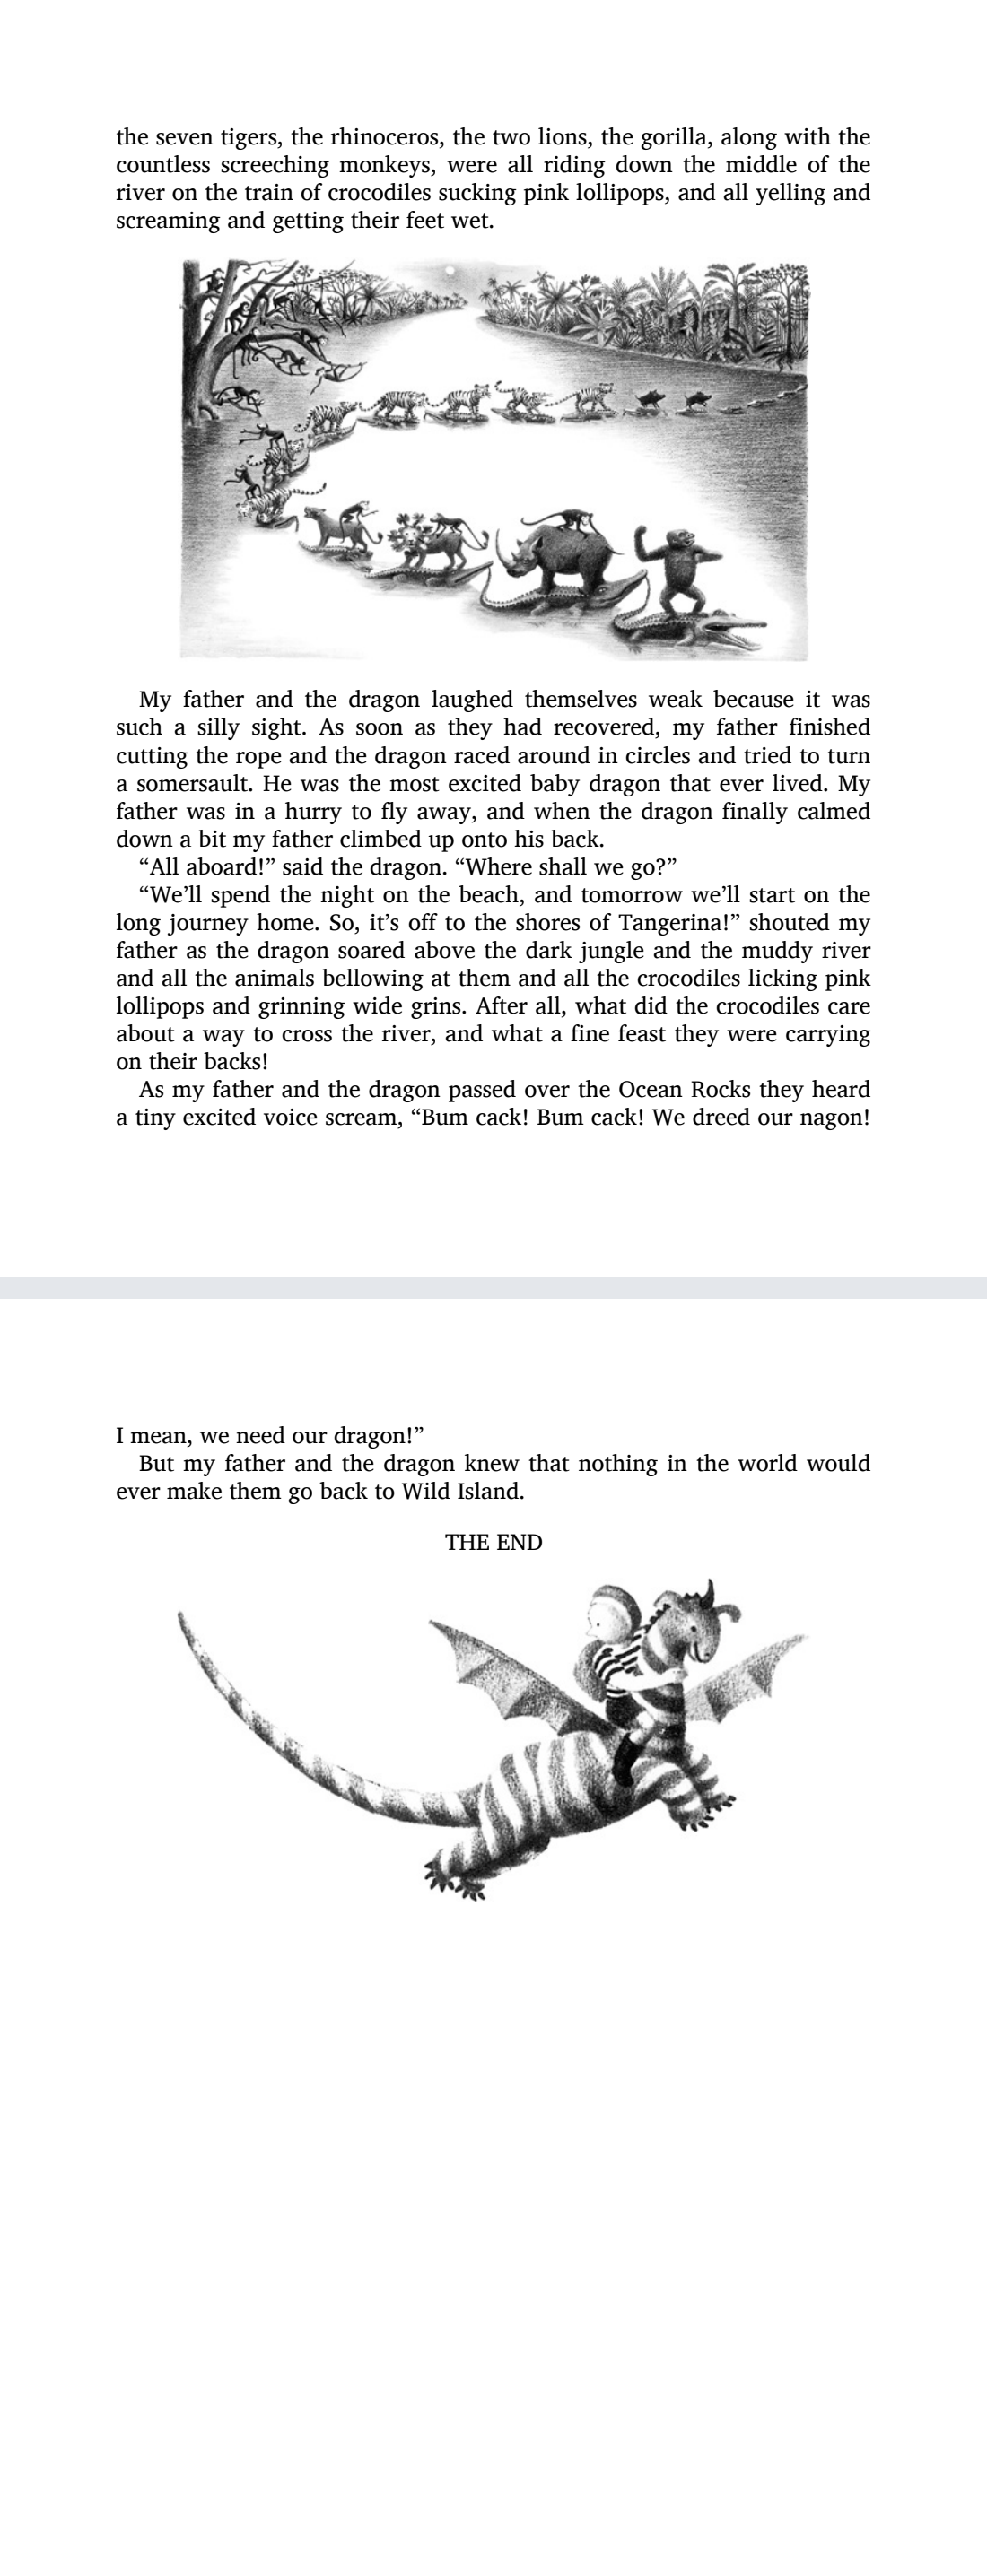 the seven tigers, the rhinoceros, the two lions, the gorilla, along with the
countless screeching monkeys, were all riding down the middle of the
river on the train of crocodiles sucking pink lollipops, and all yelling and
screaming and getting their feet wet.
My father and the dragon laughed themselves weak because it was
such a silly sight. As soon as they had recovered, my father finished
cutting the rope and the dragon raced around in circles and tried to turn
a somersault. He was the most excited baby dragon that ever lived. My
father was in a hurry to fly away, and when the dragon finally calmed
down a bit my father climbed up onto his back.
“All aboard!” said the dragon. “Where shall we go?”
“We’ll spend the night on the beach, and tomorrow we’ll start on the
long journey home. So, it’s off to the shores of Tangerina!” shouted my
father as the dragon soared above the dark jungle and the muddy river
and all the animals bellowing at them and all the crocodiles licking pink
lollipops and grinning wide grins. After all, what did the crocodiles care
about a way to cross the river, and what a fine feast they were carrying
on their backs!
As my father and the dragon passed over the Ocean Rocks they heard
a tiny excited voice scream, “Bum cack! Bum cack! We dreed our nagon!
I mean, we need our dragon!”
But my father and the dragon knew that nothing in the world would
ever make them go back to Wild Island.
THE END